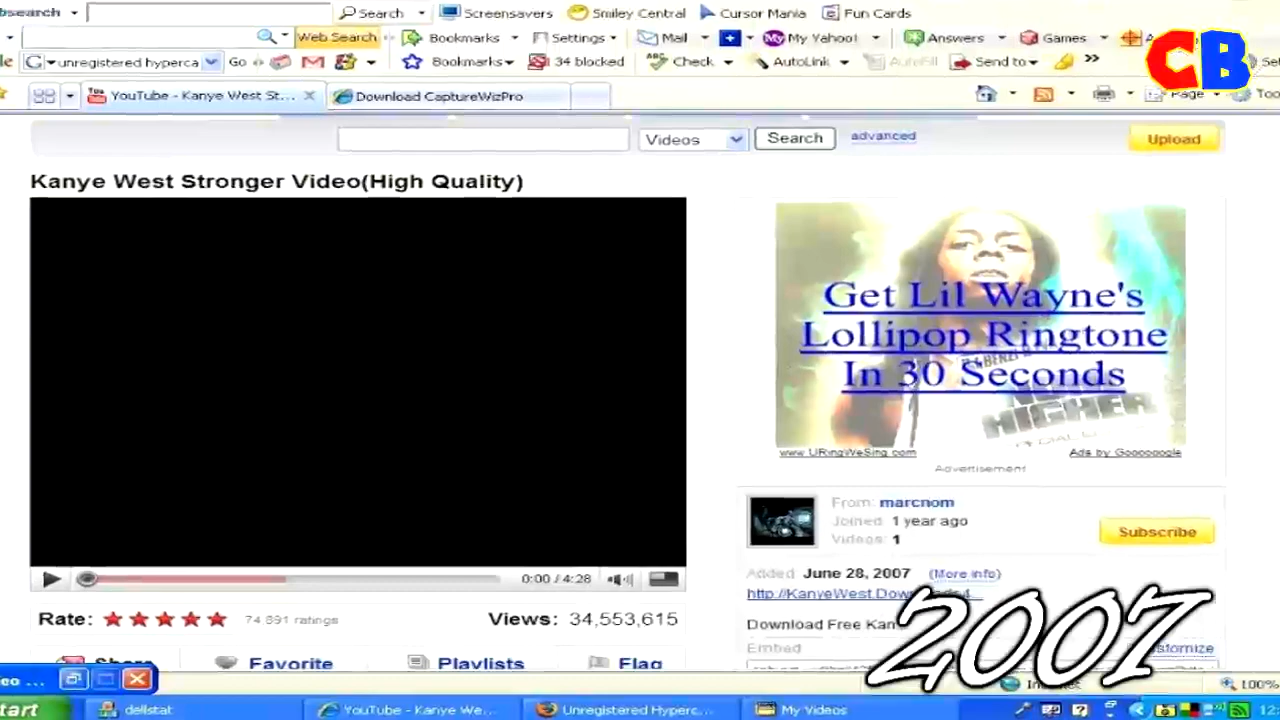 Search
Screensavers
Smiley Central
Cursor Mania
Fun Cards
Web Search
Bookmarks
Settings
Mail
My Yahoo!
Answers
Games
CB
unregistered hyperca
Go
Bookmarks
34 blocked
Check
AutoLink
AutoFill
Send to
YouTube - Kanye West St...
Download CaptureWizPro
Page
Videos
Search
advanced
Upload
Kanye West Stronger Video(High Quality)
Get Lil Wayne's
Lollipop Ringtone
In 30 Seconds
www.URingWeSing.com
Ads by Goooooogle
Advertisement
From: marcnom
Joined: 1 year ago
Videos: 1
Subscribe
0:00 / 4:28
Added June 28, 2007 (More info)
Rate:
Views: 34,553,615
Download Free Kan
Embed
2007
Favorite
Playlists
Flag
eo ...
100%
tart
dellstat
YouTube - Kanye We...
Unregistered Hyperc...
My Videos
12: